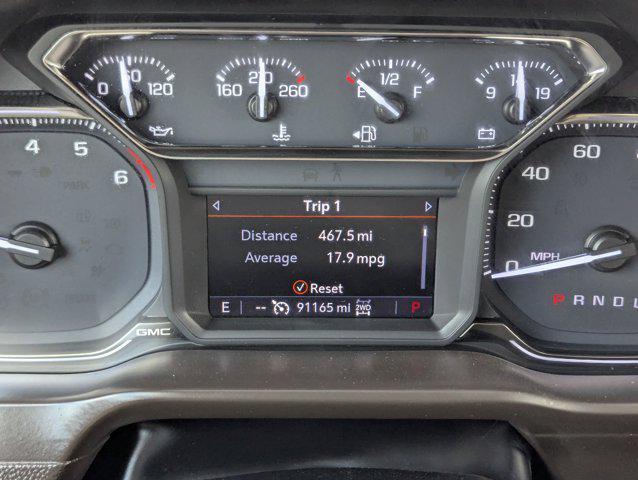 0 60 120
160 210 260
E 1/2 F
9 14 19
4 5 6
60
40
20
0
MPH
P R N D L
Trip 1
Distance 467.5 mi
Average 17.9 mpg
Reset
E -- 91165 mi 2WD P
GMC